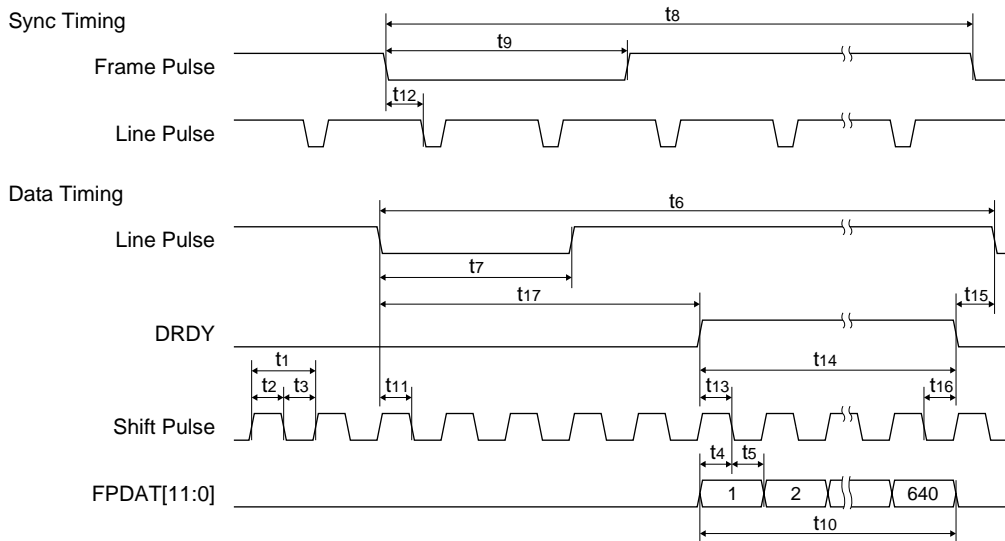 Sync Timing
t8
t9
Frame Pulse
t12
Line Pulse
Data Timing
t6
Line Pulse
t7
t17
t15
DRDY
t1
t14
t2 t3 t11 t13 t16
Shift Pulse
t4 t5
FPDAT[11:0] 1 2 640
t10